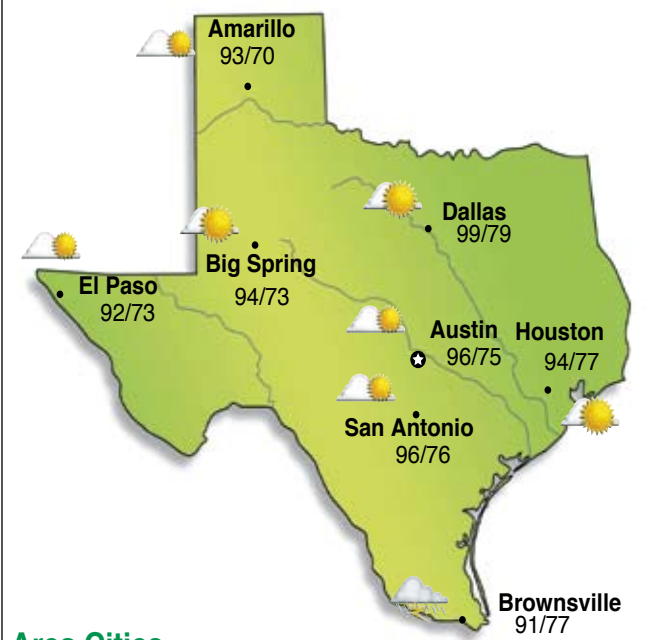 Amarillo
93/70
Dallas
99/79
Big Spring
94/73
El Paso
92/73
Austin
96/75
Houston
94/77
San Antonio
96/76
Brownsville
91/77
Area Cities